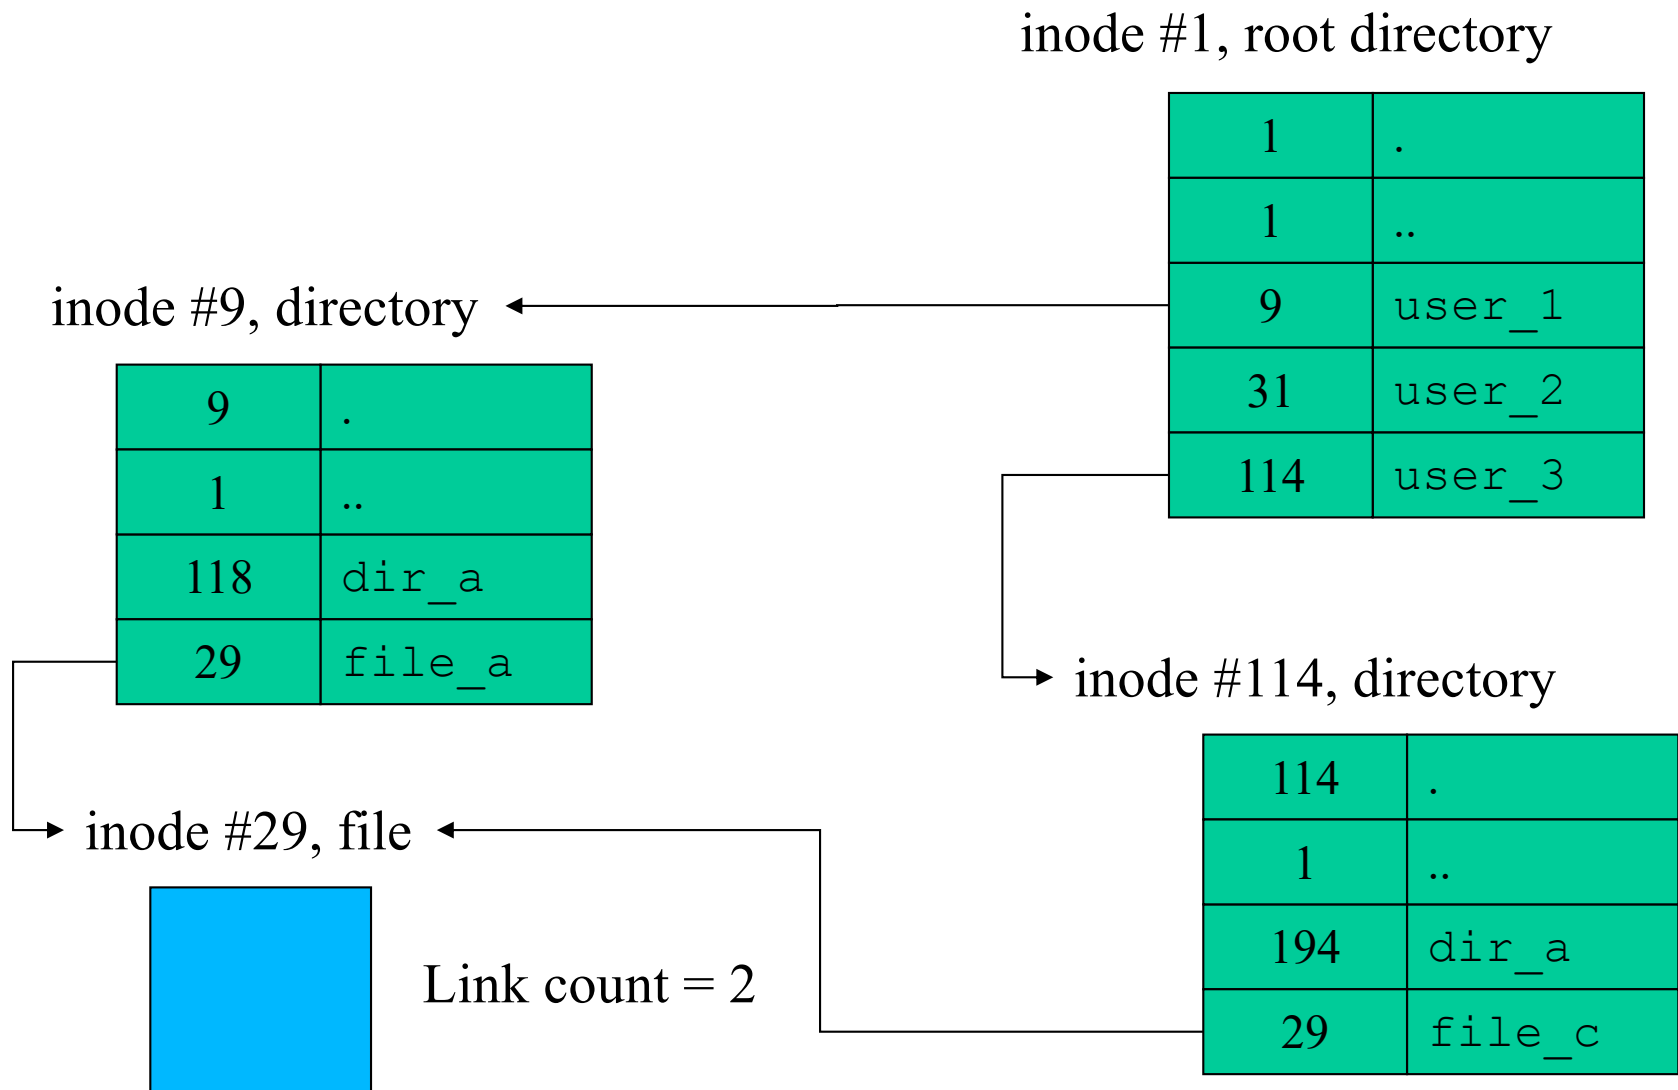 inode #1, root directory
1 .
1 ..
9 user_1
31 user_2
114 user_3
inode #9, directory
9 .
1 ..
118 dir_a
29 file_a
inode #114, directory
114 .
1 ..
194 dir_a
29 file_c
inode #29, file
Link count = 2